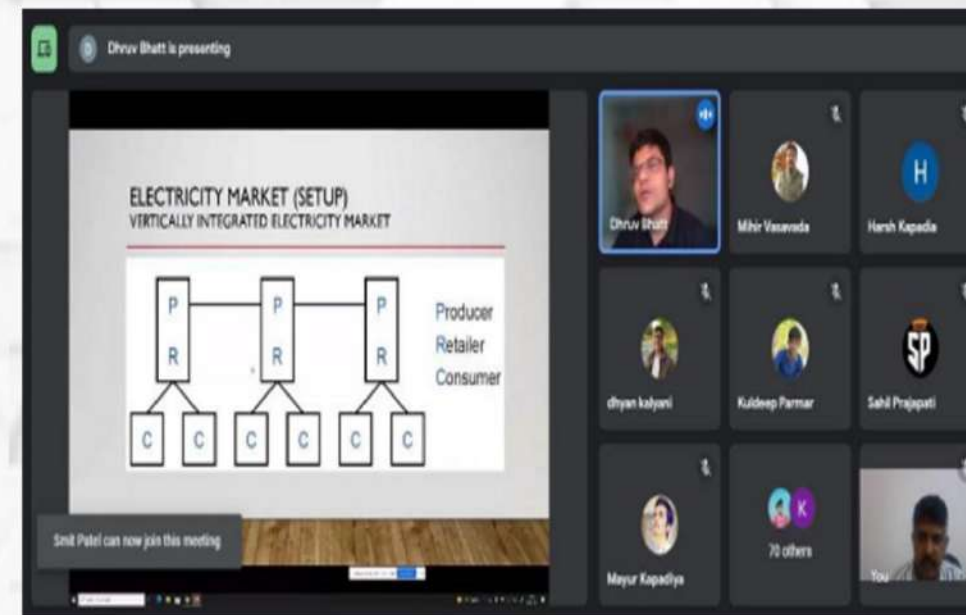 D
Dhruv Bhatt is presenting
ELECTRICITY MARKET (SETUP)
VERTICALLY INTEGRATED ELECTRICITY MARKET
P P P
R R R
C C C C C C
Producer
Retailer
Consumer
Smit Patel can now join this meeting
Dhruv Bhatt
Mihir Vasavada
H
Harsh Kapadia
dhyan kalyani
Kuldeep Parmar
SP
Sahil Prajapati
Mayur Kapadiya
K
70 others
You